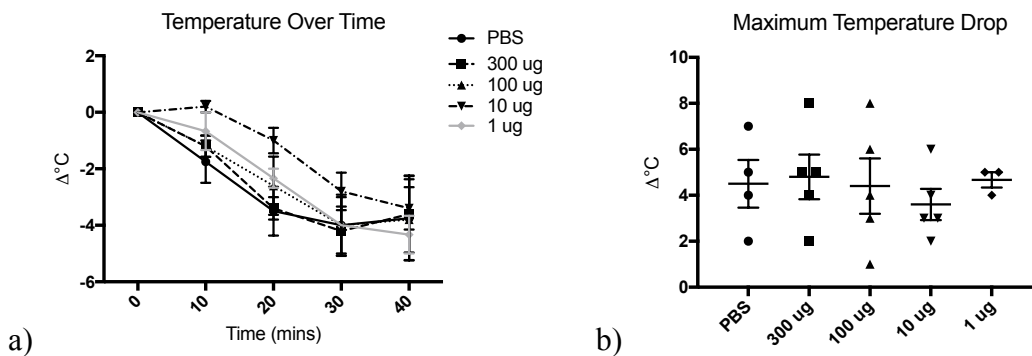 Temperature Over Time
PBS
300 ug
100 ug
10 ug
1 ug
2
0
-2
-4
-6
Δ°C
0
10
20
30
40
Time (mins)
a)
Maximum Temperature Drop
10
8
6
4
2
0
Δ°C
PBS
300 ug
100 ug
10 ug
1 ug
b)